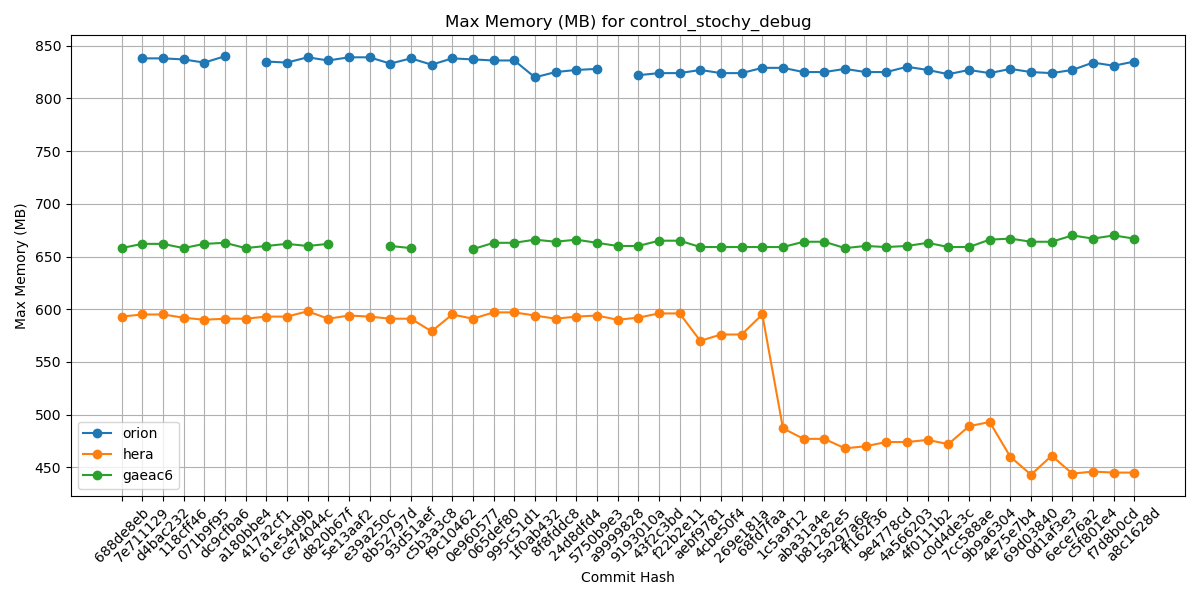 Max Memory (MB) for control_stochy_debug
Max Memory (MB)
850
800
750
700
650
600
550
500
450
orion
hera
gaeac6
688de8eb
7e711129
d4bac232
118cff46
071b9f95
dc9cfba6
a180bbe4
417a2cf1
61e54d9b
ce74044c
d820b67f
5e13aaf2
e39a250c
8b52797d
93d51aef
c5b3a3c8
f9c10462
0e960577
065def80
995c51d1
1f0ab432
8f8fdfc8
24d8dfd4
5750b9e3
a9999828
9193010a
43f253bd
f22b2e11
aebf9781
4cbe50f4
269e181a
68fd7faa
1c5a9f12
aba31a4e
b81282e5
5a297a6e
ff162f36
9e4778cd
4a566203
4f0111b2
c0d4de3c
7cc588ae
9b9a6304
4e75e7b4
69d03840
0d1af3e3
6ece76a2
c5f801e4
f7d8b0cd
a8c1628d
Commit Hash